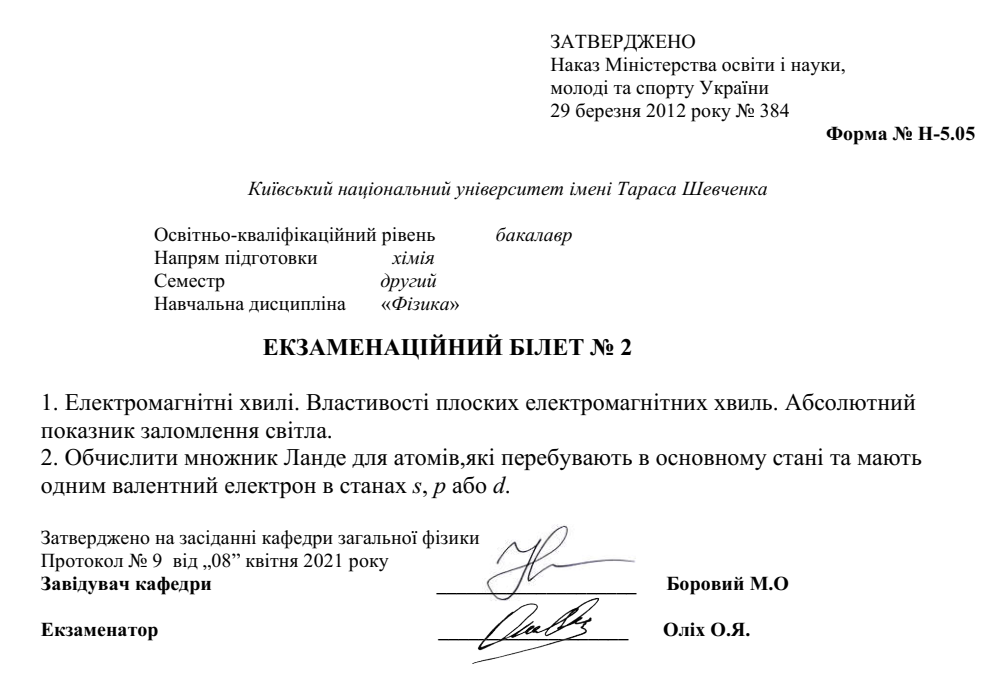 ЗАТВЕРДЖЕНО
Наказ Міністерства освіти і науки,
молоді та спорту України
29 березня 2012 року № 384
Форма № Н-5.05
Київський національний університет імені Тараса Шевченка
Освітньо-кваліфікаційний рівень бакалавр
Напрям підготовки хімія
Семестр другий
Навчальна дисципліна «Фізика»
ЕКЗАМЕНАЦІЙНИЙ БІЛЕТ № 2
1. Електромагнітні хвилі. Властивості плоских електромагнітних хвиль. Абсолютний
показник заломлення світла.
2. Обчислити множник Ланде для атомів,які перебувають в основному стані та мають
одним валентний електрон в станах s, p або d.
Затверджено на засіданні кафедри загальної фізики
Протокол № 9 від „08” квітня 2021 року
Завідувач кафедри ____________________ Боровий М.О
Екзаменатор ____________________ Оліх О.Я.